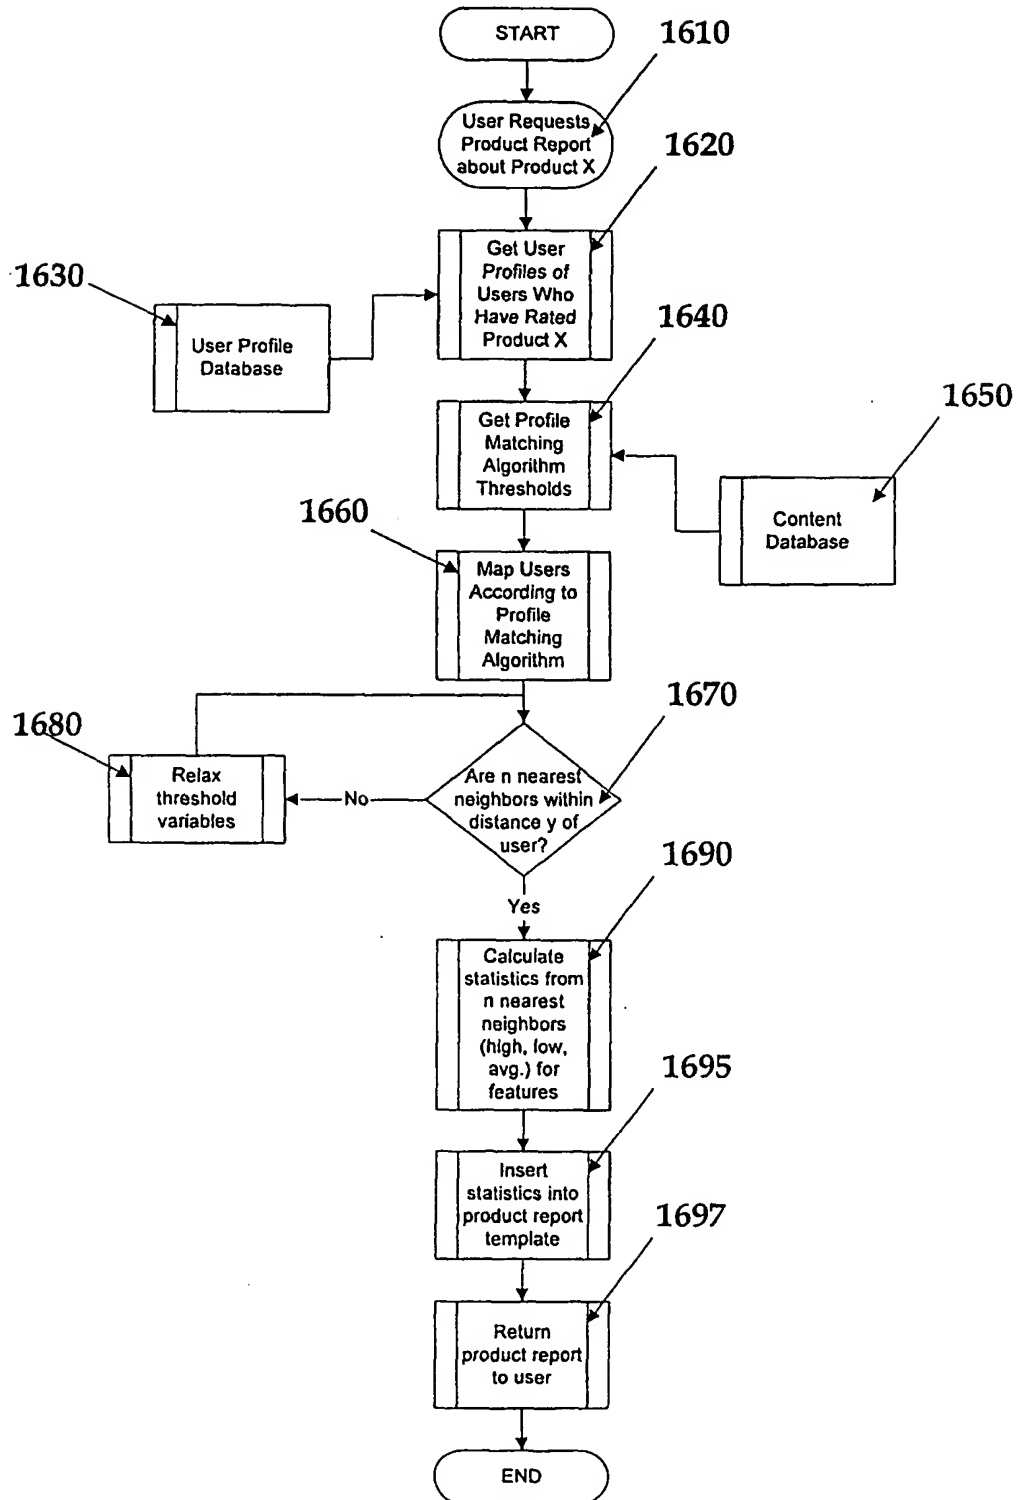 START
1610
User Requests
Product Report
about Product X
1620
Get User
Profiles of
Users Who
Have Rated
Product X
1630
User Profile
Database
1640
Get Profile
Matching
Algorithm
Thresholds
1650
Content
Database
1660
Map Users
According to
Profile
Matching
Algorithm
1670
Are n nearest
neighbors within
distance y of
user?
1680
Relax
threshold
variables
No
Yes
1690
Calculate
statistics from
n nearest
neighbors
(high, low,
avg.) for
features
1695
Insert
statistics into
product report
template
1697
Return
product report
to user
END